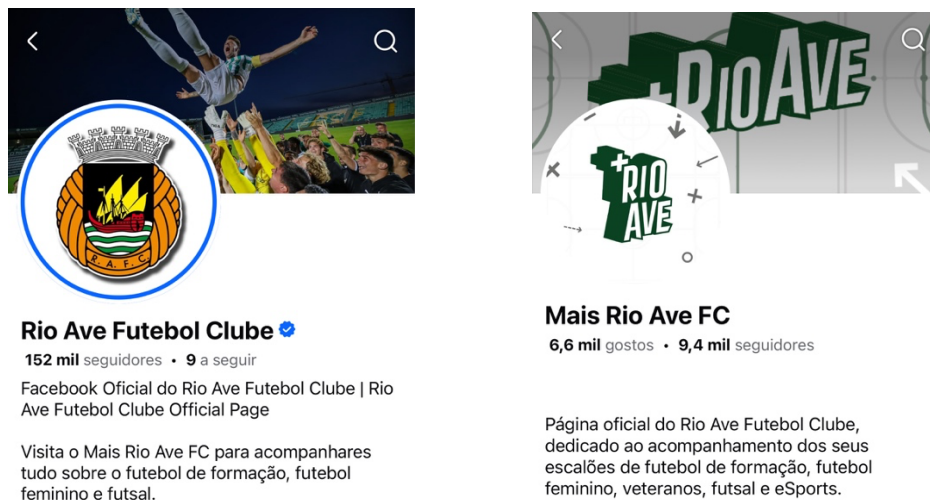 R. A. F. C.
Rio Ave Futebol Clube
152 mil seguidores • 9 a seguir
Facebook Oficial do Rio Ave Futebol Clube | Rio
Ave Futebol Clube Official Page
Visita o Mais Rio Ave FC para acompanhares
tudo sobre o futebol de formação, futebol
feminino e futsal.
+RIO AVE
+
RIO
AVE
Mais Rio Ave FC
6,6 mil gostos • 9,4 mil seguidores
Página oficial do Rio Ave Futebol Clube,
dedicado ao acompanhamento dos seus
escalões de futebol de formação, futebol
feminino, veteranos, futsal e eSports.